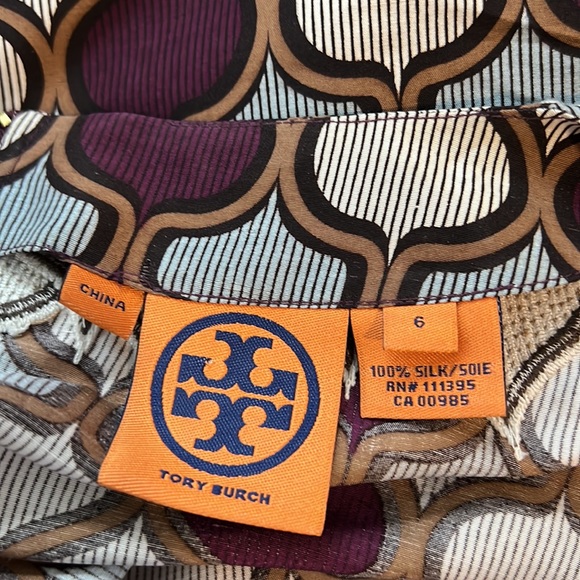 CHINA
TORY BURCH
6
100% SILK/SOIE
RN# 111395
CA 00985